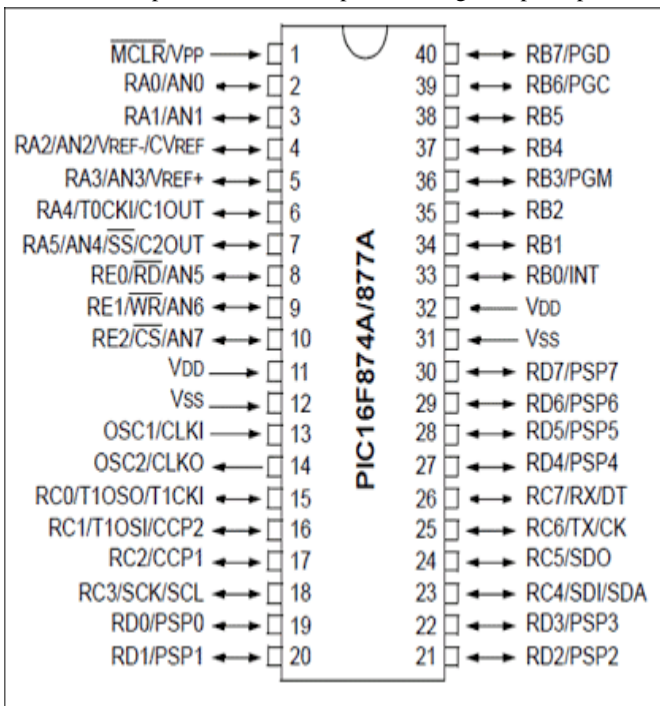 MCLR/VPP 1 40 RB7/PGD
RA0/AN0 2 39 RB6/PGC
RA1/AN1 3 38 RB5
RA2/AN2/VREF-/CVREF 4 37 RB4
RA3/AN3/VREF+ 5 36 RB3/PGM
RA4/T0CKI/C1OUT 6 35 RB2
RA5/AN4/SS/C2OUT 7 34 RB1
RE0/RD/AN5 8 33 RB0/INT
RE1/WR/AN6 9 32 VDD
RE2/CS/AN7 10 31 VSS
VDD 11 30 RD7/PSP7
VSS 12 29 RD6/PSP6
OSC1/CLKI 13 28 RD5/PSP5
OSC2/CLKO 14 27 RD4/PSP4
RC0/T1OSO/T1CKI 15 26 RC7/RX/DT
RC1/T1OSI/CCP2 16 25 RC6/TX/CK
RC2/CCP1 17 24 RC5/SDO
RC3/SCK/SCL 18 23 RC4/SDI/SDA
RD0/PSP0 19 22 RD3/PSP3
RD1/PSP1 20 21 RD2/PSP2
PIC16F874A/877A